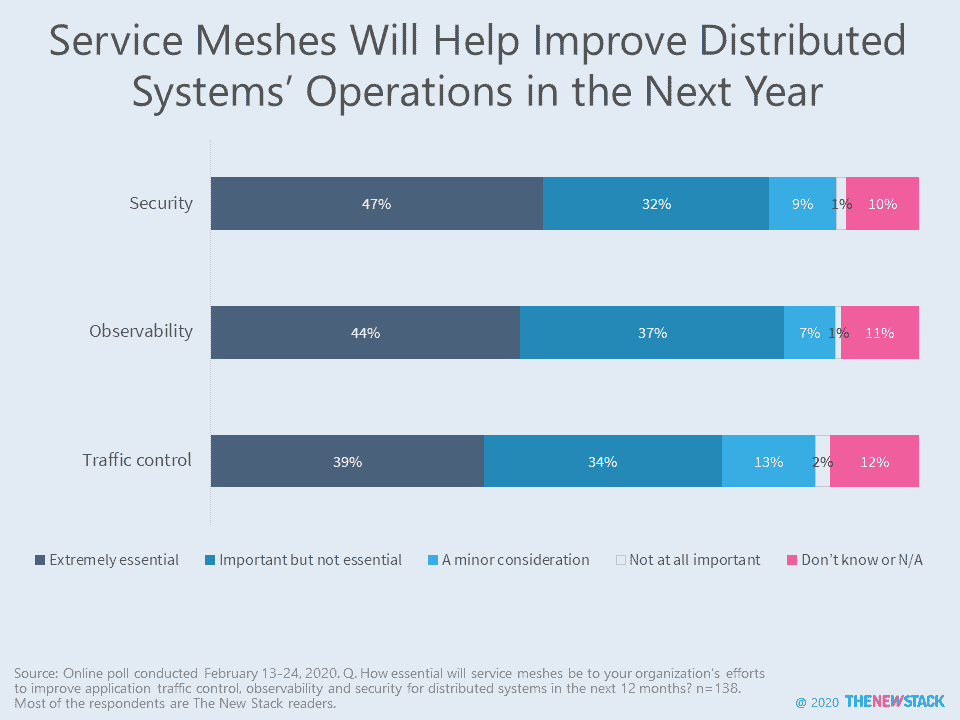 Service Meshes Will Help Improve Distributed
Systems’ Operations in the Next Year
Security
47%
32%
9%
1%
10%
Observability
44%
37%
7%
1%
11%
Traffic control
39%
34%
13%
2%
12%
Extremely essential
Important but not essential
A minor consideration
Not at all important
Don’t know or N/A
Source: Online poll conducted February 13-24, 2020. Q. How essential will service meshes be to your organization’s efforts
to improve application traffic control, observability and security for distributed systems in the next 12 months? n=138.
Most of the respondents are The New Stack readers.
@ 2020 THENEWSTACK